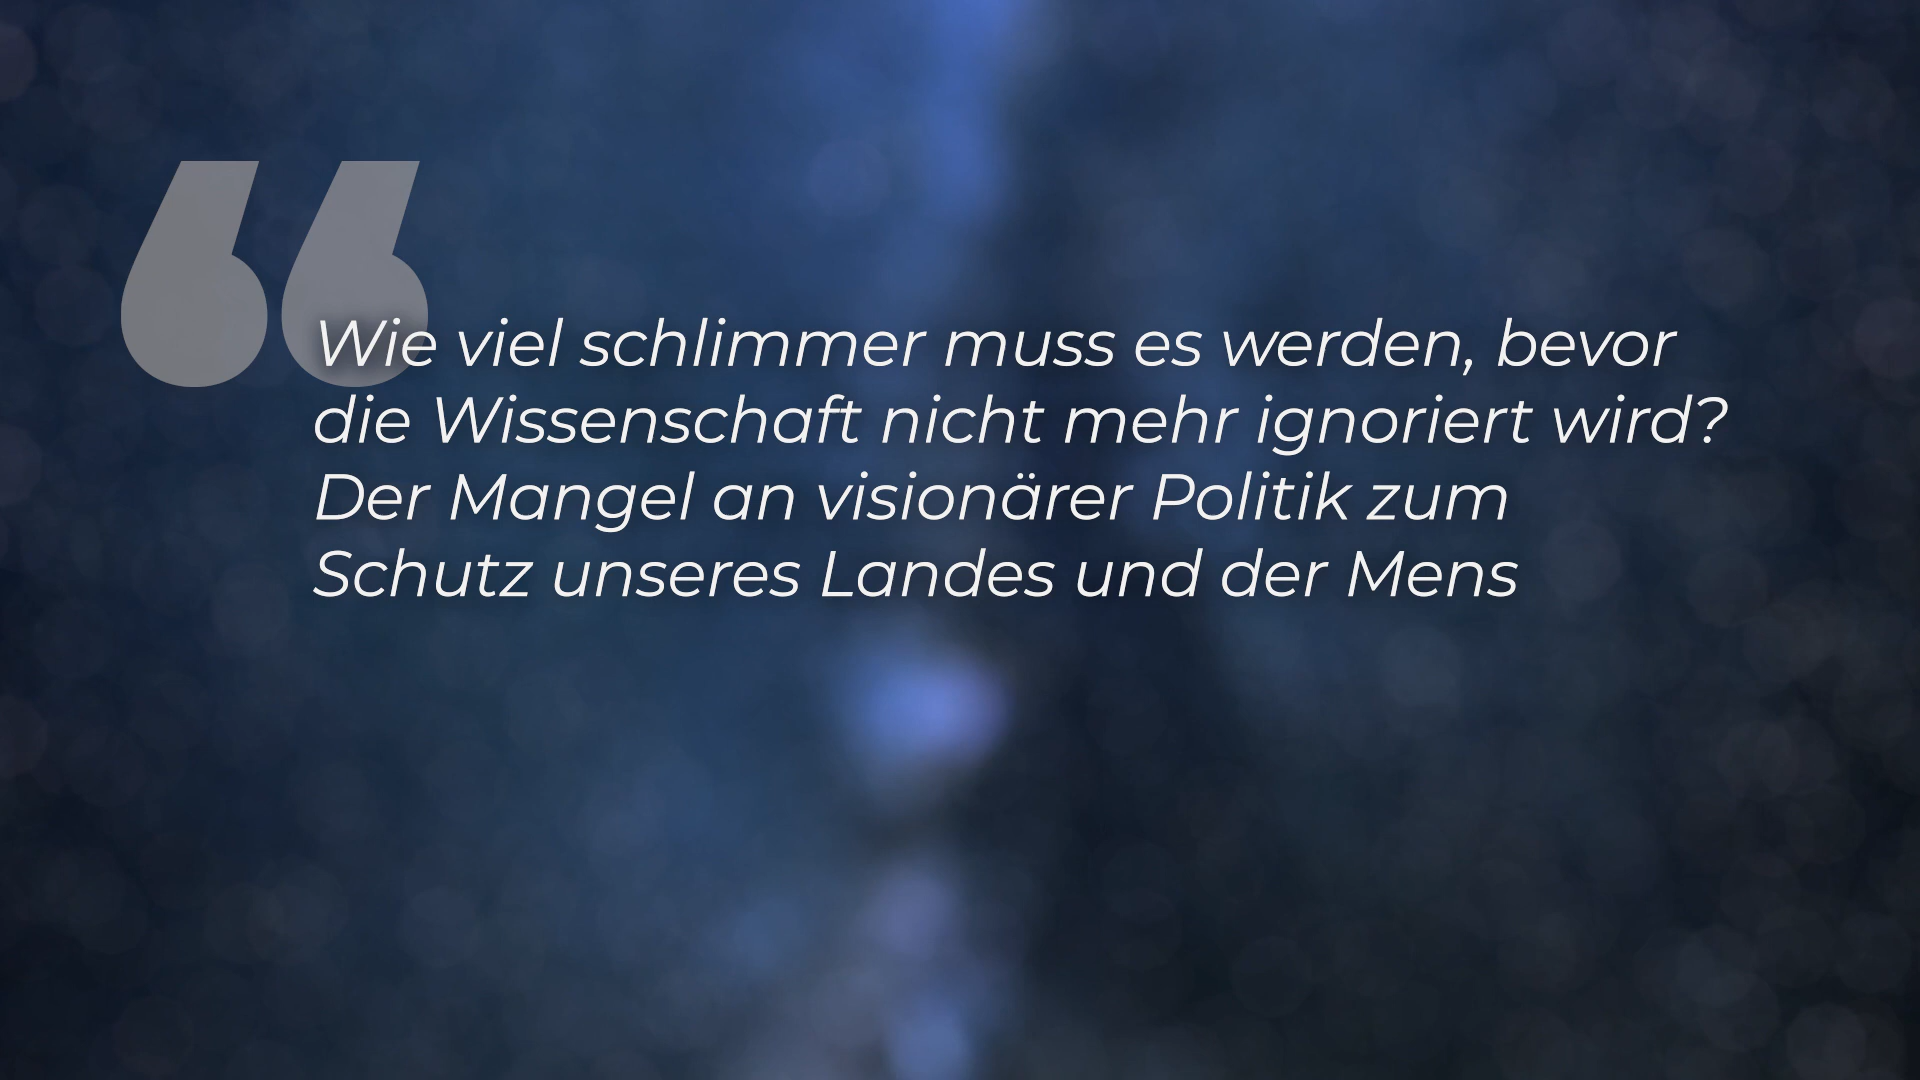 Wie viel schlimmer muss es werden, bevor
die Wissenschaft nicht mehr ignoriert wird?
Der Mangel an visionärer Politik zum
Schutz unseres Landes und der Mens